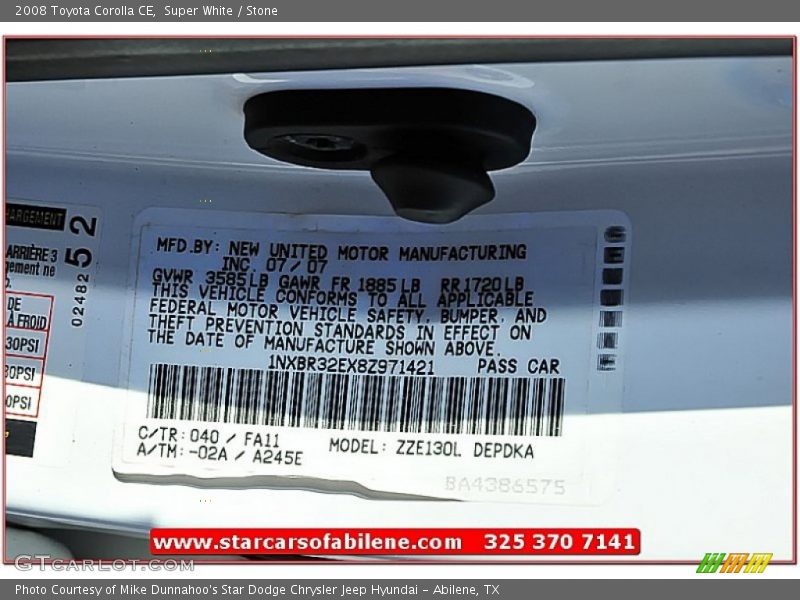 2008 Toyota Corolla CE, Super White / Stone
HARGEMENT
ARRIÈRE 3
gement ne
DE
À FROID
30PSI
30PSI
0PSI
02482 52
MFD.BY: NEW UNITED MOTOR MANUFACTURING
INC. 07/07
GVWR 3585LB GAWR FR 1885LB RR1720LB
THIS VEHICLE CONFORMS TO ALL APPLICABLE
FEDERAL MOTOR VEHICLE SAFETY, BUMPER, AND
THEFT PREVENTION STANDARDS IN EFFECT ON
THE DATE OF MANUFACTURE SHOWN ABOVE.
1NXBR32EX8Z971421 PASS CAR
C/TR: 040 / FA11 MODEL: ZZE130L DEPDKA
A/TM: -02A / A245E
BA4386575
www.starcarsofabilene.com 325 370 7141
GTcarlot.com
Photo Courtesy of Mike Dunnahoo's Star Dodge Chrysler Jeep Hyundai - Abilene, TX